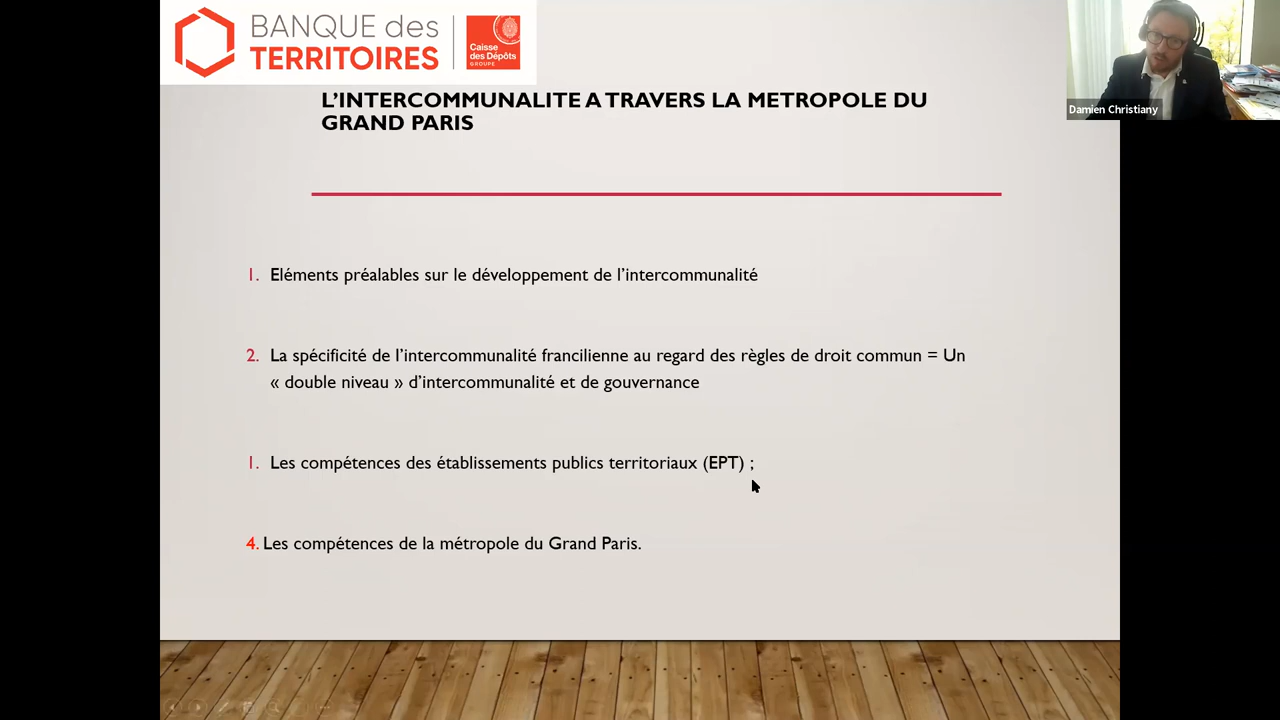 BANQUE des
TERRITOIRES
Caisse
des Dépôts
GROUPE
Damien Christiany
L'INTERCOMMUNALITE A TRAVERS LA METROPOLE DU
GRAND PARIS
1. Eléments préalables sur le développement de l'intercommunalité
2. La spécificité de l'intercommunalité francilienne au regard des règles de droit commun = Un
« double niveau » d'intercommunalité et de gouvernance
1. Les compétences des établissements publics territoriaux (EPT) ;
4. Les compétences de la métropole du Grand Paris.